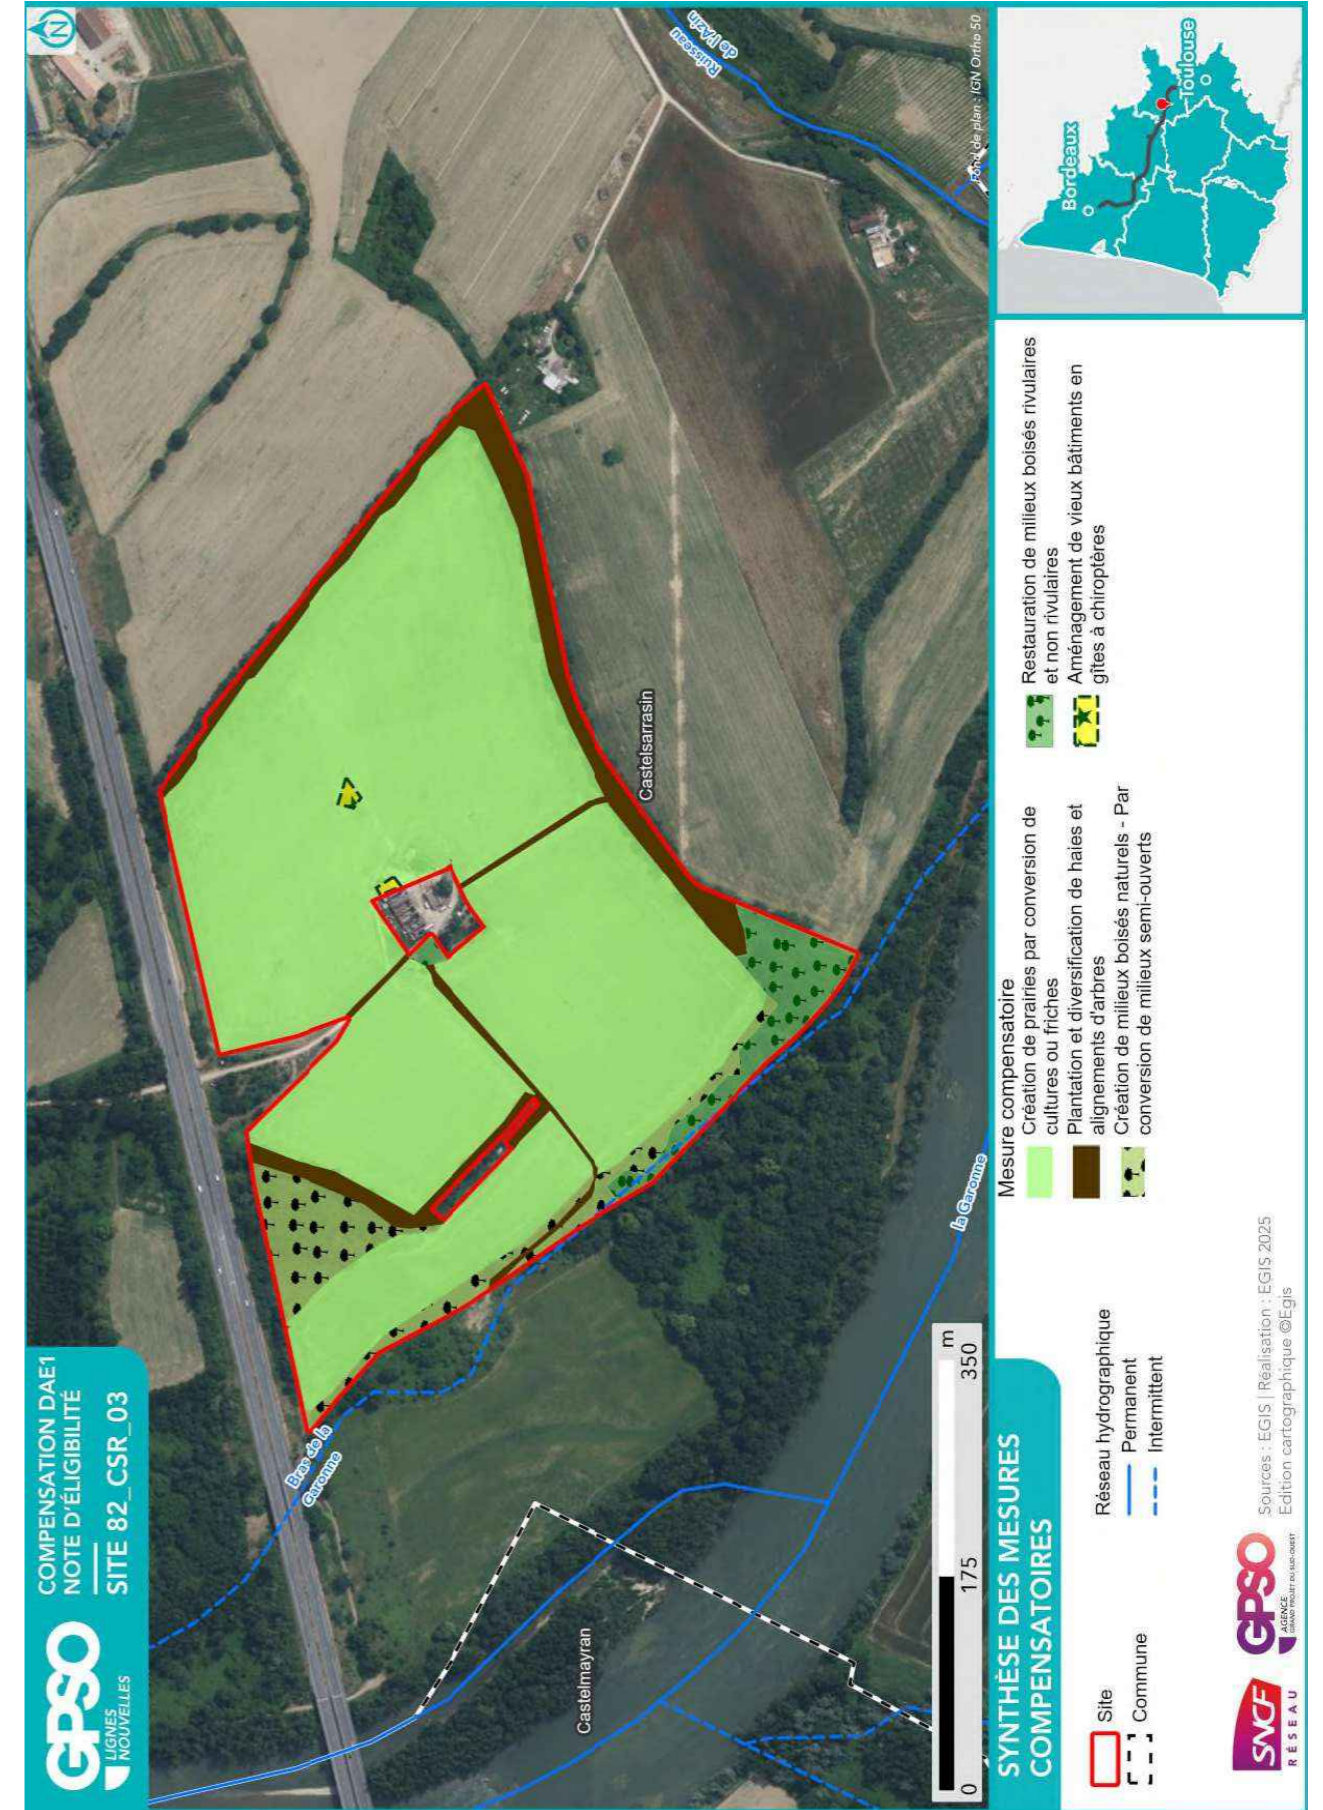 GPSO
LIGNES
NOUVELLES
COMPENSATION DAE1
NOTE D'ÉLIGIBILITÉ
SITE 82_CSR_03
N
Bras de la
Garonne
Castelmayran
Castelsarrasin
la Garonne
Ruisseau
de l'Azin
Fond de plan : IGN Ortho 50
0 175 350 m
SYNTHÈSE DES MESURES
COMPENSATOIRES
Site
Commune
Réseau hydrographique
Permanent
Intermittent
Mesure compensatoire
Création de prairies par conversion de
cultures ou friches
Plantation et diversification de haies et
alignements d'arbres
Création de milieux boisés naturels - Par
conversion de milieux semi-ouverts
Restauration de milieux boisés rivulaires
et non rivulaires
Aménagement de vieux bâtiments en
gîtes à chiroptères
Bordeaux
Toulouse
SNCF
RÉSEAU
GPSO
AGENCE
GRAND PROJET DU SUD-OUEST
Sources : EGIS | Réalisation : EGIS 2025
Edition cartographique ©Egis